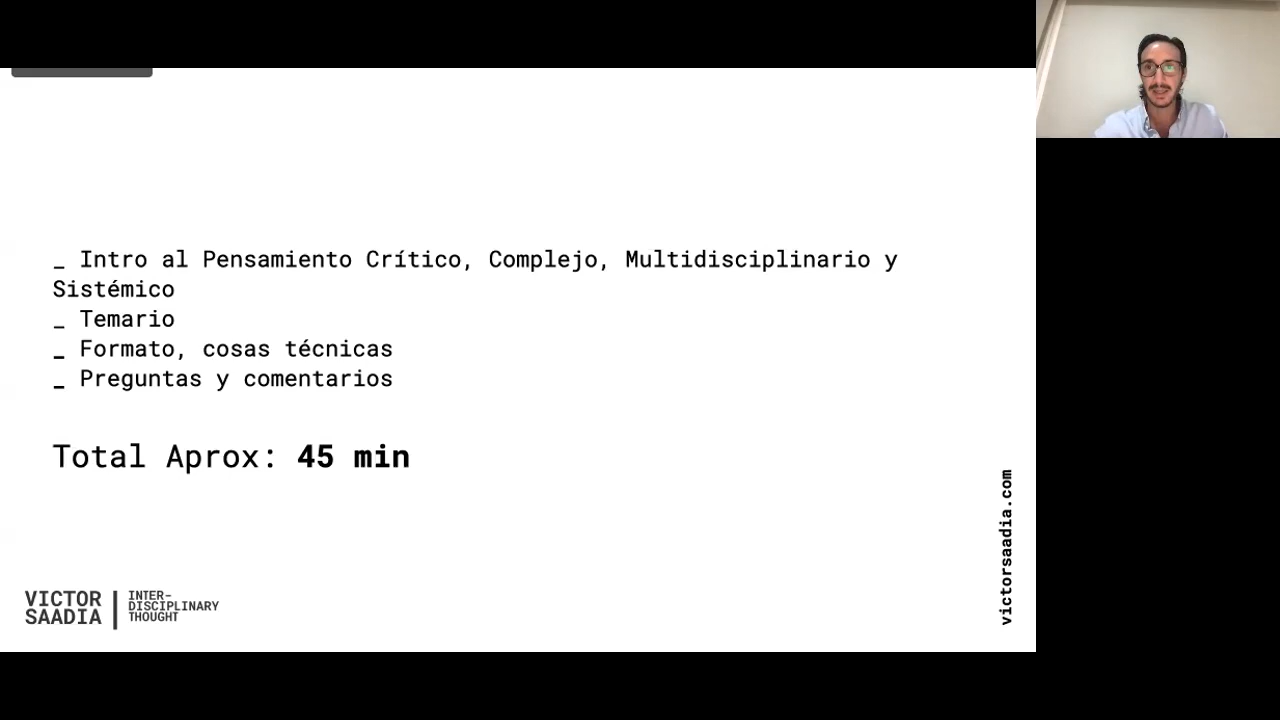 _ Intro al Pensamiento Crítico, Complejo, Multidisciplinario y
Sistémico
_ Temario
_ Formato, cosas técnicas
_ Preguntas y comentarios
Total Aprox: 45 min
victorsaadia.com
VICTOR
SAADIA
INTER-
DISCIPLINARY
THOUGHT